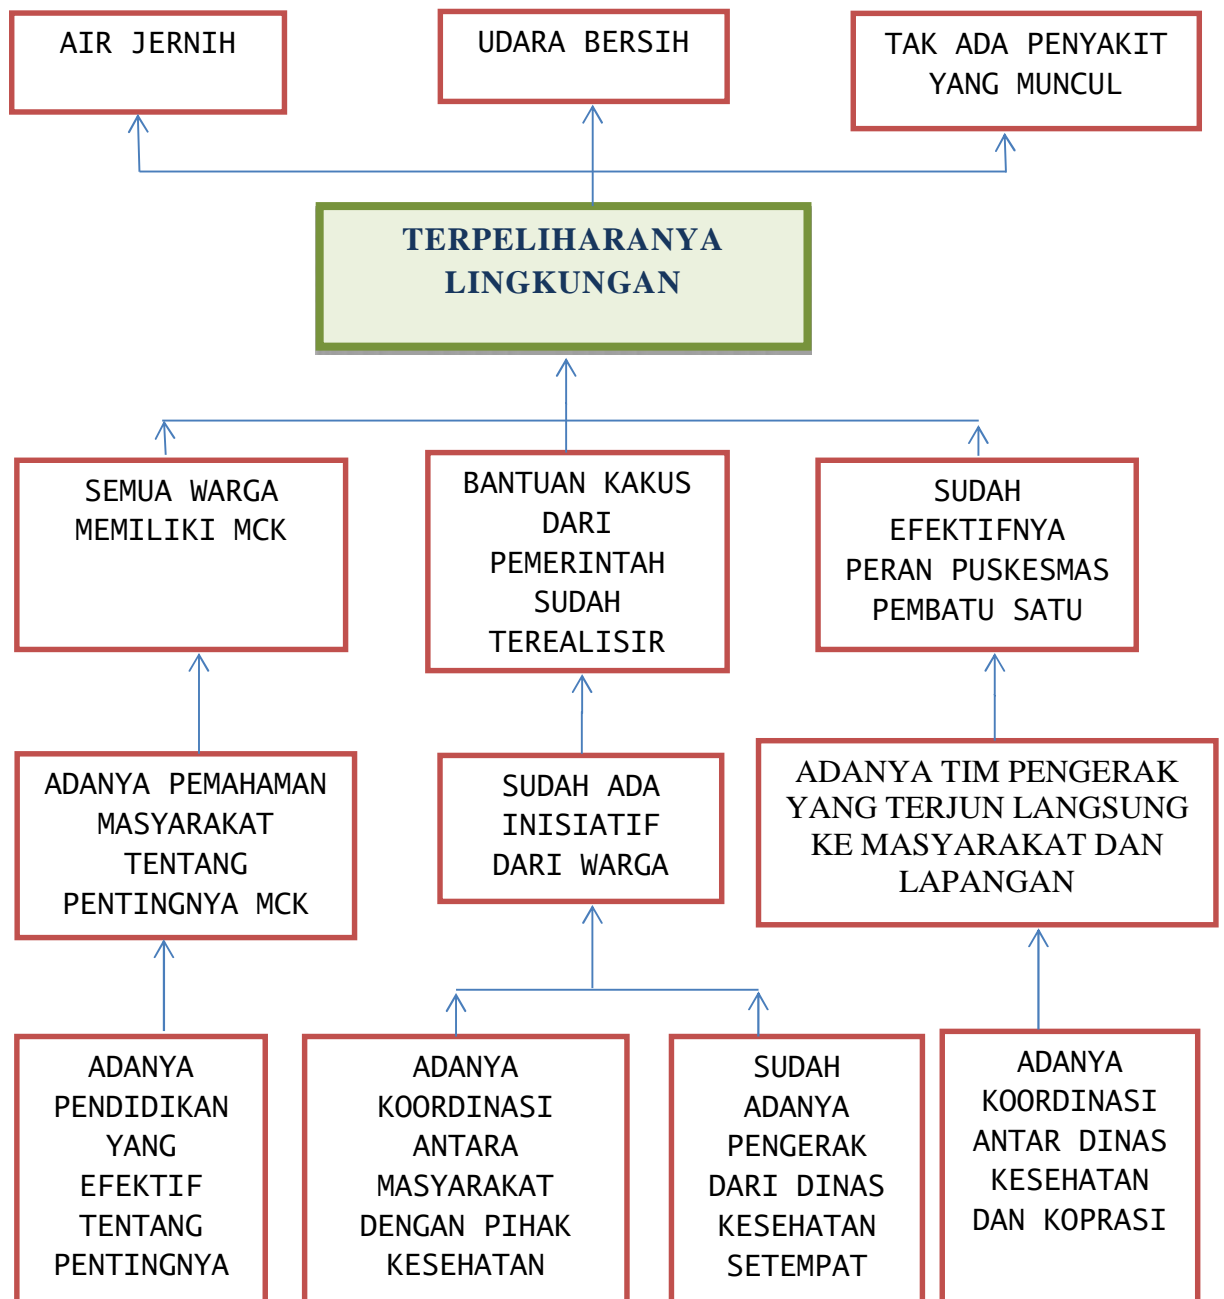 AIR JERNIH
UDARA BERSIH
TAK ADA PENYAKIT
YANG MUNCUL
TERPELIHARANYA
LINGKUNGAN
SEMUA WARGA
MEMILIKI MCK
BANTUAN KAKUS
DARI
PEMERINTAH
SUDAH
TEREALISIR
SUDAH
EFEKTIFNYA
PERAN PUSKESMAS
PEMBATU SATU
ADANYA PEMAHAMAN
MASYARAKAT
TENTANG
PENTINGNYA MCK
SUDAH ADA
INISIATIF
DARI WARGA
ADANYA TIM PENGERAK
YANG TERJUN LANGSUNG
KE MASYARAKAT DAN
LAPANGAN
ADANYA
PENDIDIKAN
YANG
EFEKTIF
TENTANG
PENTINGNYA
ADANYA
KOORDINASI
ANTARA
MASYARAKAT
DENGAN PIHAK
KESEHATAN
SUDAH
ADANYA
PENGERAK
DARI DINAS
KESEHATAN
SETEMPAT
ADANYA
KOORDINASI
ANTAR DINAS
KESEHATAN
DAN KOPRASI